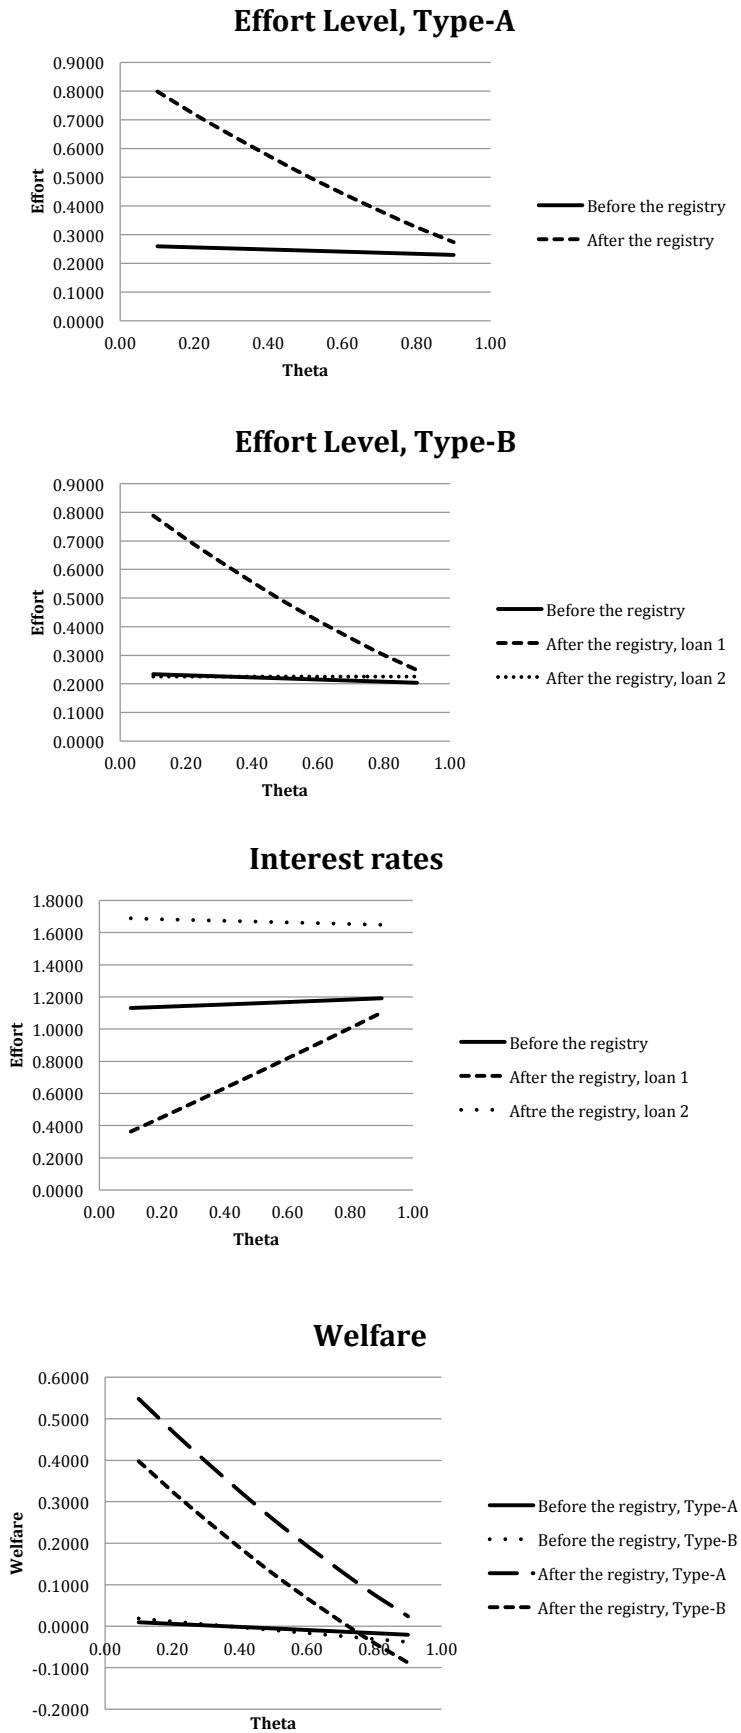 Effort Level, Type-A
0.9000
0.8000
0.7000
0.6000
0.5000
0.4000
0.3000
0.2000
0.1000
0.0000
Effort
0.00 0.20 0.40 0.60 0.80 1.00
Theta
Before the registry
After the registry
Effort Level, Type-B
0.9000
0.8000
0.7000
0.6000
0.5000
0.4000
0.3000
0.2000
0.1000
0.0000
Effort
0.00 0.20 0.40 0.60 0.80 1.00
Theta
Before the registry
After the registry, loan 1
After the registry, loan 2
Interest rates
1.8000
1.6000
1.4000
1.2000
1.0000
0.8000
0.6000
0.4000
0.2000
0.0000
Effort
0.00 0.20 0.40 0.60 0.80 1.00
Theta
Before the registry
After the registry, loan 1
Aftre the registry, loan 2
Welfare
0.6000
0.5000
0.4000
0.3000
0.2000
0.1000
0.0000
-0.1000
-0.2000
Welfare
0.00 0.20 0.40 0.60 0.80 1.00
Theta
Before the registry, Type-A
Before the registry, Type-B
After the registry, Type-A
After the registry, Type-B